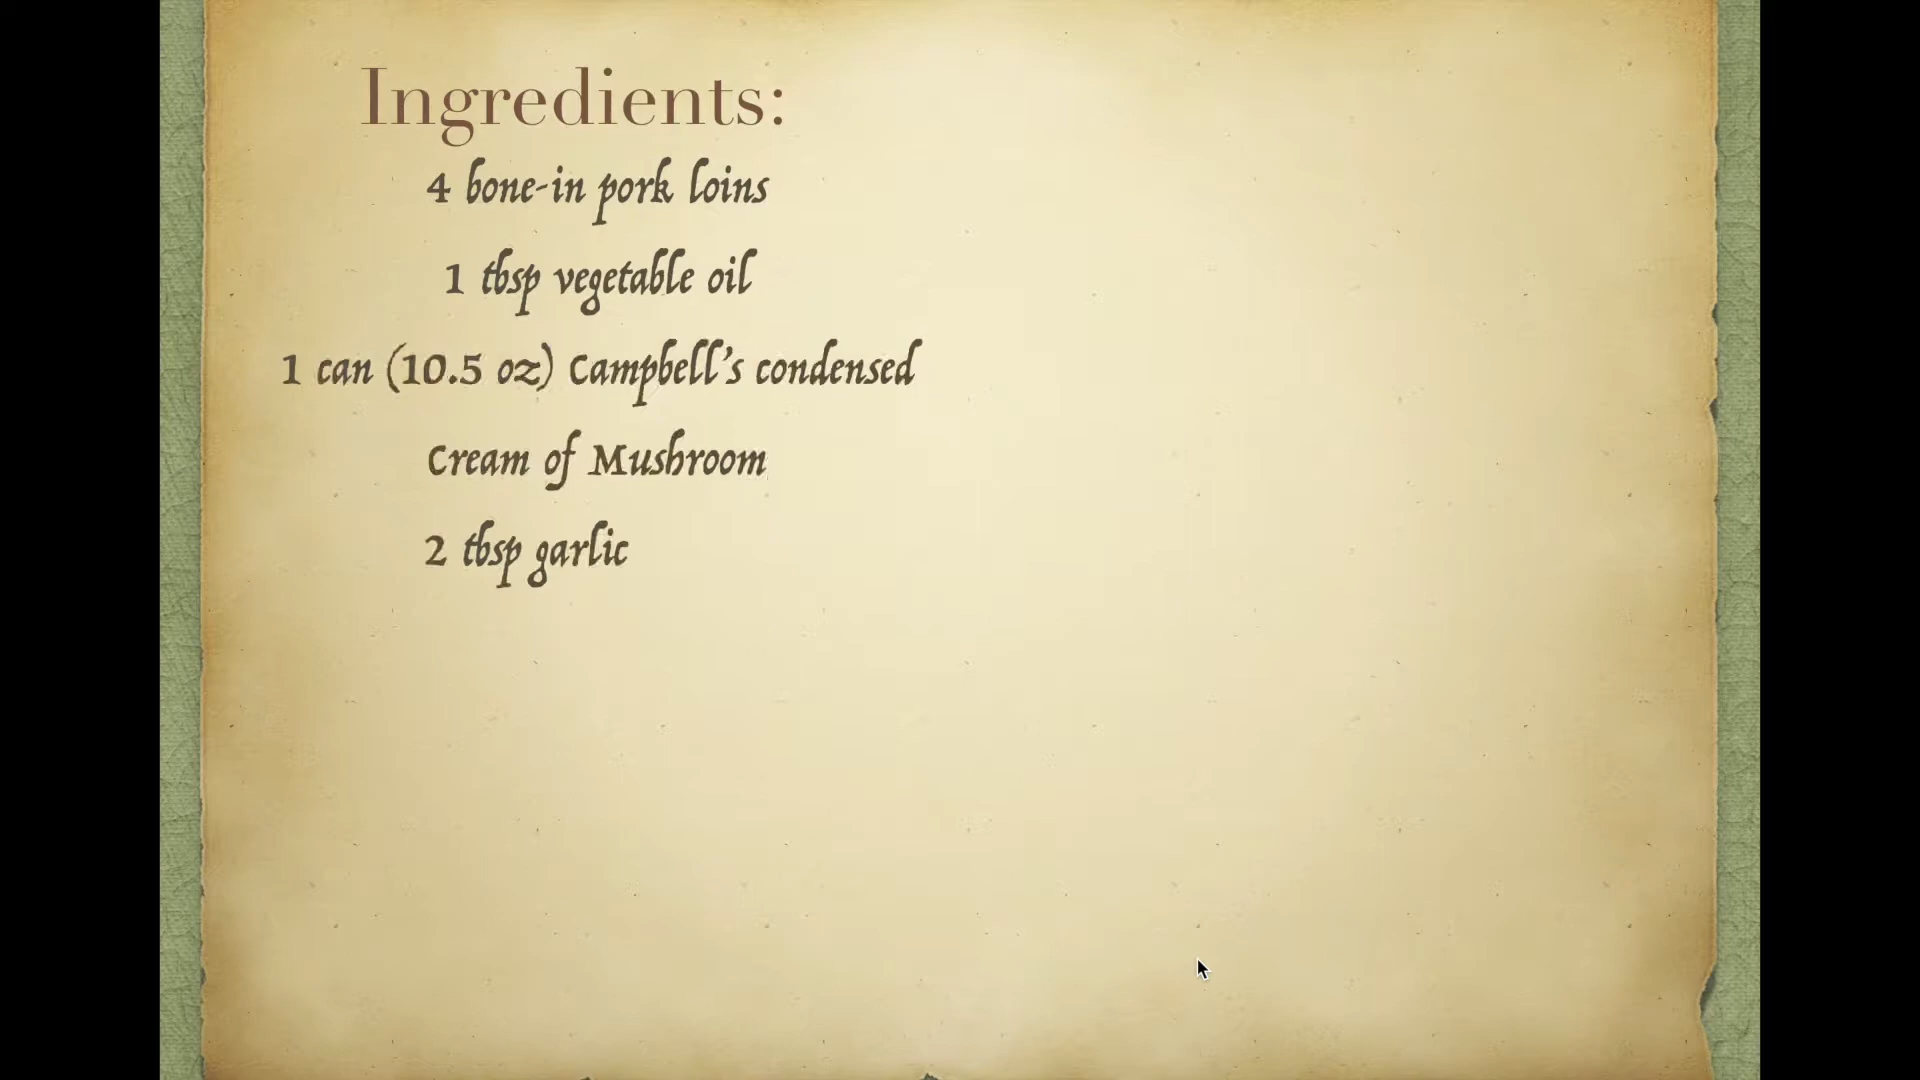 Ingredients:
4 bone-in pork loins
1 tbsp vegetable oil
1 can (10.5 oz) Campbell's condensed
Cream of Mushroom
2 tbsp garlic